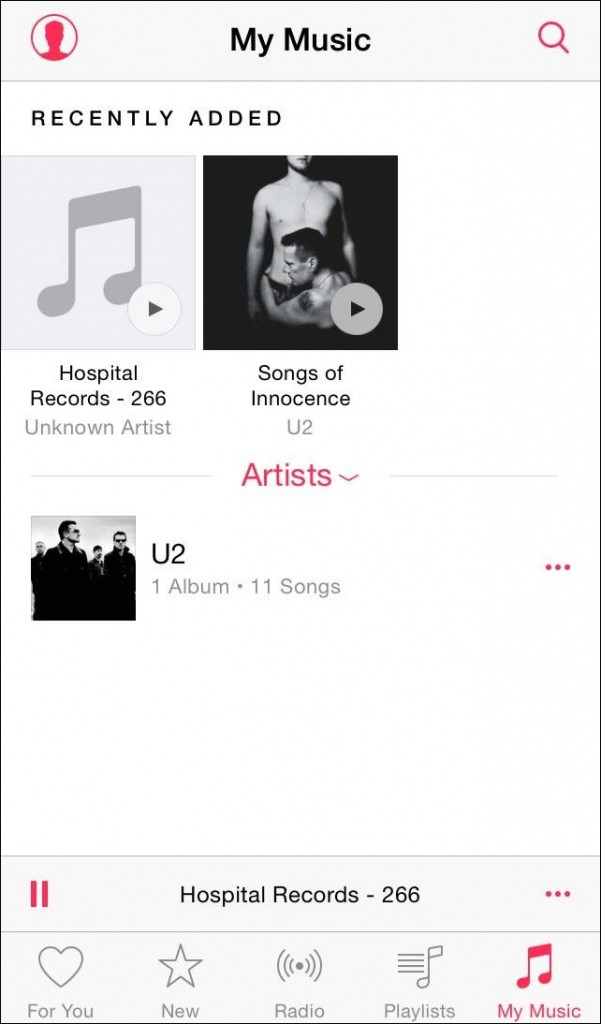 My Music
RECENTLY ADDED
Hospital
Records - 266
Unknown Artist
Songs of
Innocence
U2
Artists
U2
1 Album • 11 Songs
Hospital Records - 266
For You
New
Radio
Playlists
My Music